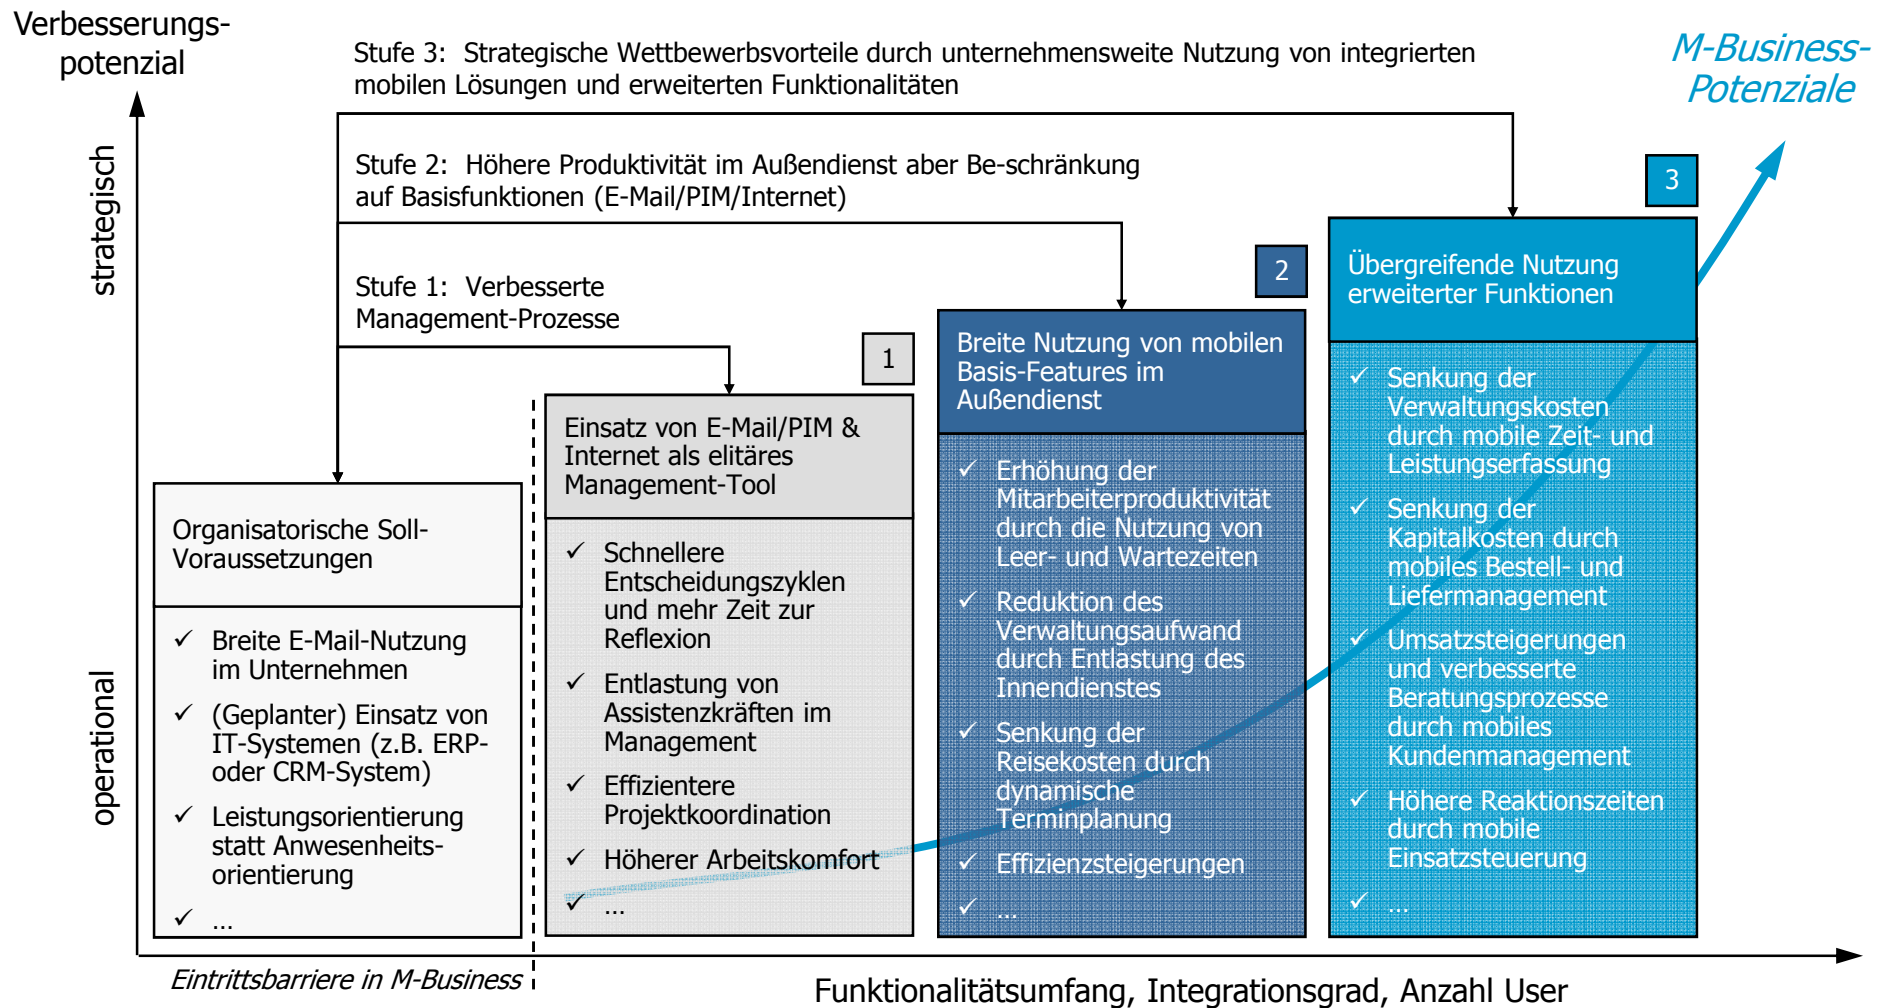 Verbesserungs-
potenzial
strategisch
operational
M-Business-
Potenziale
Stufe 3: Strategische Wettbewerbsvorteile durch unternehmensweite Nutzung von integrierten
mobilen Lösungen und erweiterten Funktionalitäten
Stufe 2: Höhere Produktivität im Außendienst aber Be-schränkung
auf Basisfunktionen (E-Mail/PIM/Internet)
Stufe 1: Verbesserte
Management-Prozesse
Organisatorische Soll-
Voraussetzungen
✓ Breite E-Mail-Nutzung
im Unternehmen
✓ (Geplanter) Einsatz von
IT-Systemen (z.B. ERP-
oder CRM-System)
✓ Leistungsorientierung
statt Anwesenheits-
orientierung
✓ …
1
Einsatz von E-Mail/PIM &
Internet als elitäres
Management-Tool
✓ Schnellere
Entscheidungszyklen
und mehr Zeit zur
Reflexion
✓ Entlastung von
Assistenzkräften im
Management
✓ Effizientere
Projektkoordination
✓ Höherer Arbeitskomfort
✓ …
2
Breite Nutzung von mobilen
Basis-Features im
Außendienst
✓ Erhöhung der
Mitarbeiterproduktivität
durch die Nutzung von
Leer- und Wartezeiten
✓ Reduktion des
Verwaltungsaufwand
durch Entlastung des
Innendienstes
✓ Senkung der
Reisekosten durch
dynamische
Terminplanung
✓ Effizienzsteigerungen
✓ …
3
Übergreifende Nutzung
erweiterter Funktionen
✓ Senkung der
Verwaltungskosten
durch mobile Zeit- und
Leistungserfassung
✓ Senkung der
Kapitalkosten durch
mobiles Bestell- und
Liefermanagement
✓ Umsatzsteigerungen
und verbesserte
Beratungsprozesse
durch mobiles
Kundenmanagement
✓ Höhere Reaktionszeiten
durch mobile
Einsatzsteuerung
✓ …
Eintrittsbarriere in M-Business
Funktionalitätsumfang, Integrationsgrad, Anzahl User